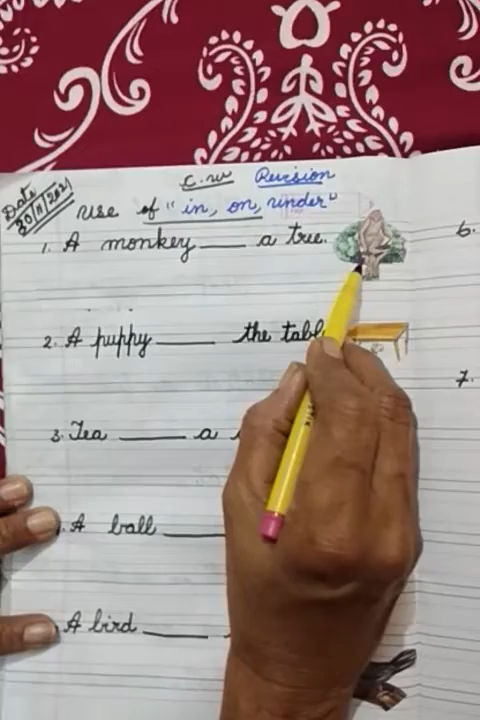 C.W Revision
Date 30/11/2021
use of "in, on, under"
1. A monkey ____ a tree.
2. A puppy ____ the tabl
3. Tea ____ a
A ball ____
A bird ____
6.
7.